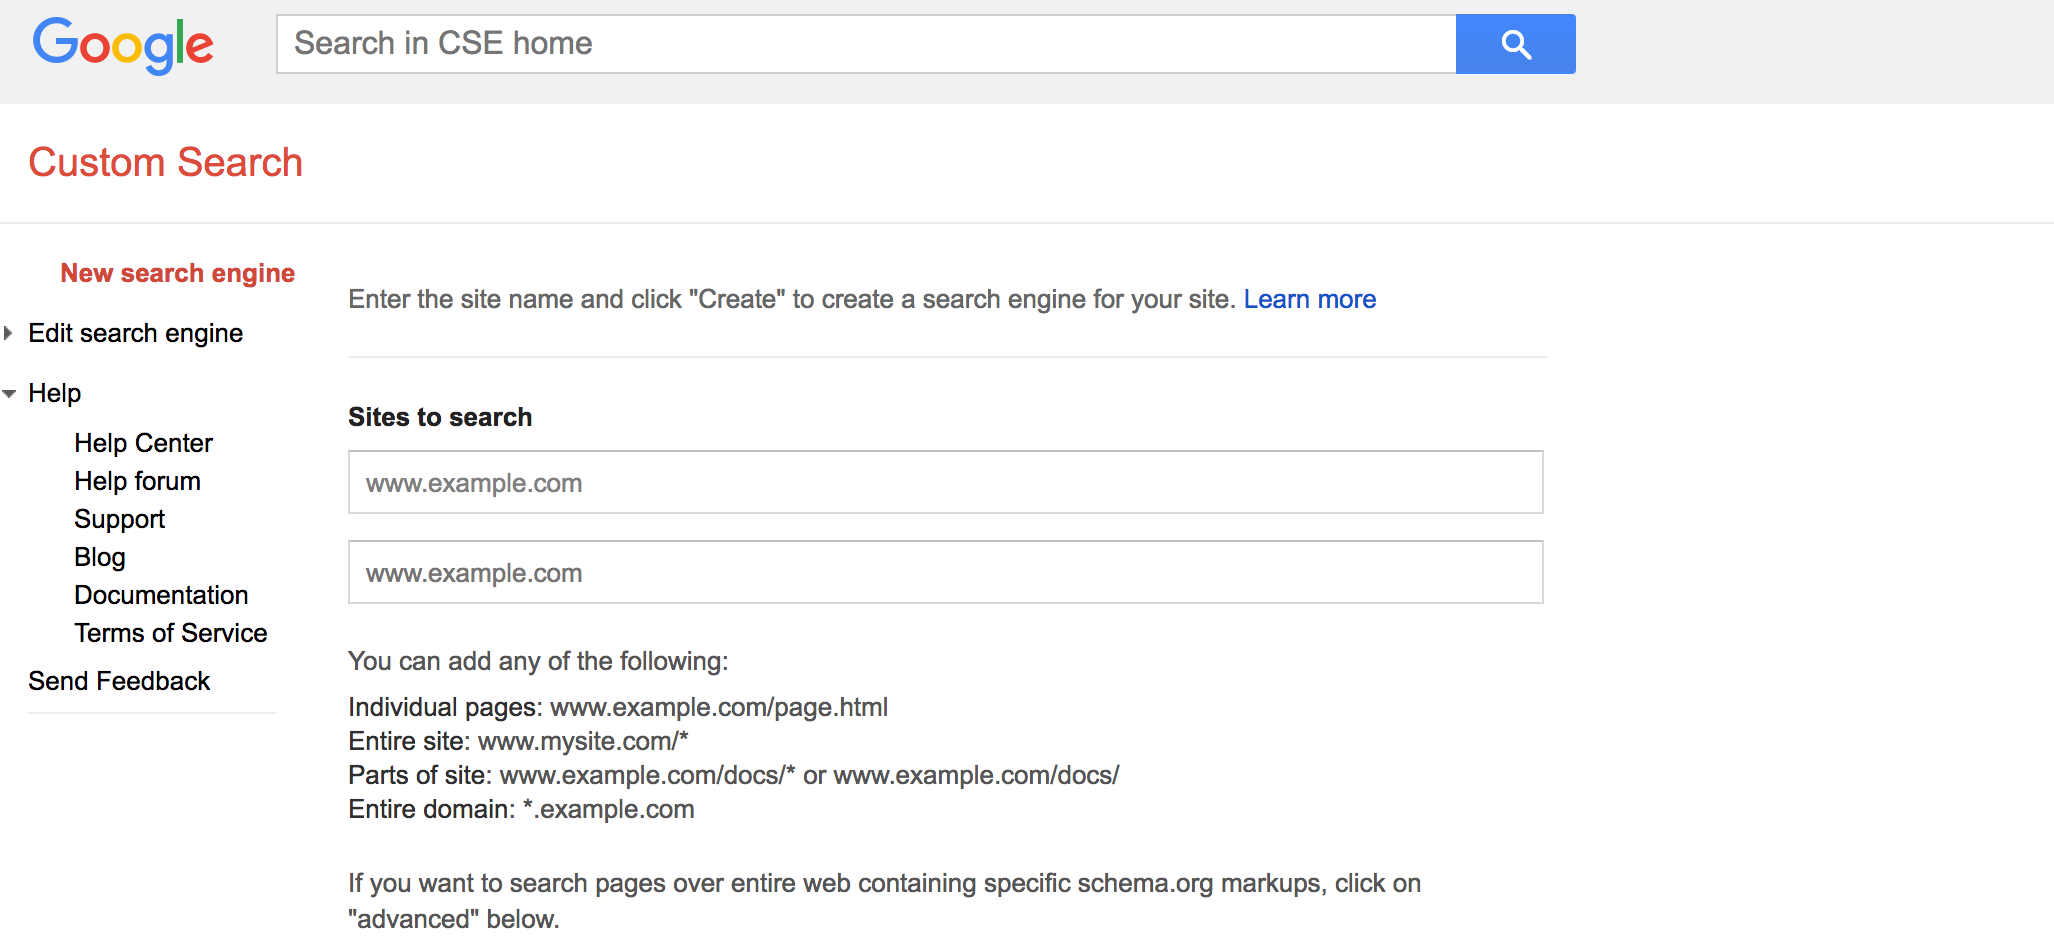 Google
Search in CSE home
Custom Search
New search engine
Edit search engine
Help
Help Center
Help forum
Support
Blog
Documentation
Terms of Service
Send Feedback
Enter the site name and click "Create" to create a search engine for your site. Learn more
Sites to search
www.example.com
www.example.com
You can add any of the following:
Individual pages: www.example.com/page.html
Entire site: www.mysite.com/*
Parts of site: www.example.com/docs/* or www.example.com/docs/
Entire domain: *.example.com
If you want to search pages over entire web containing specific schema.org markups, click on
"advanced" below.